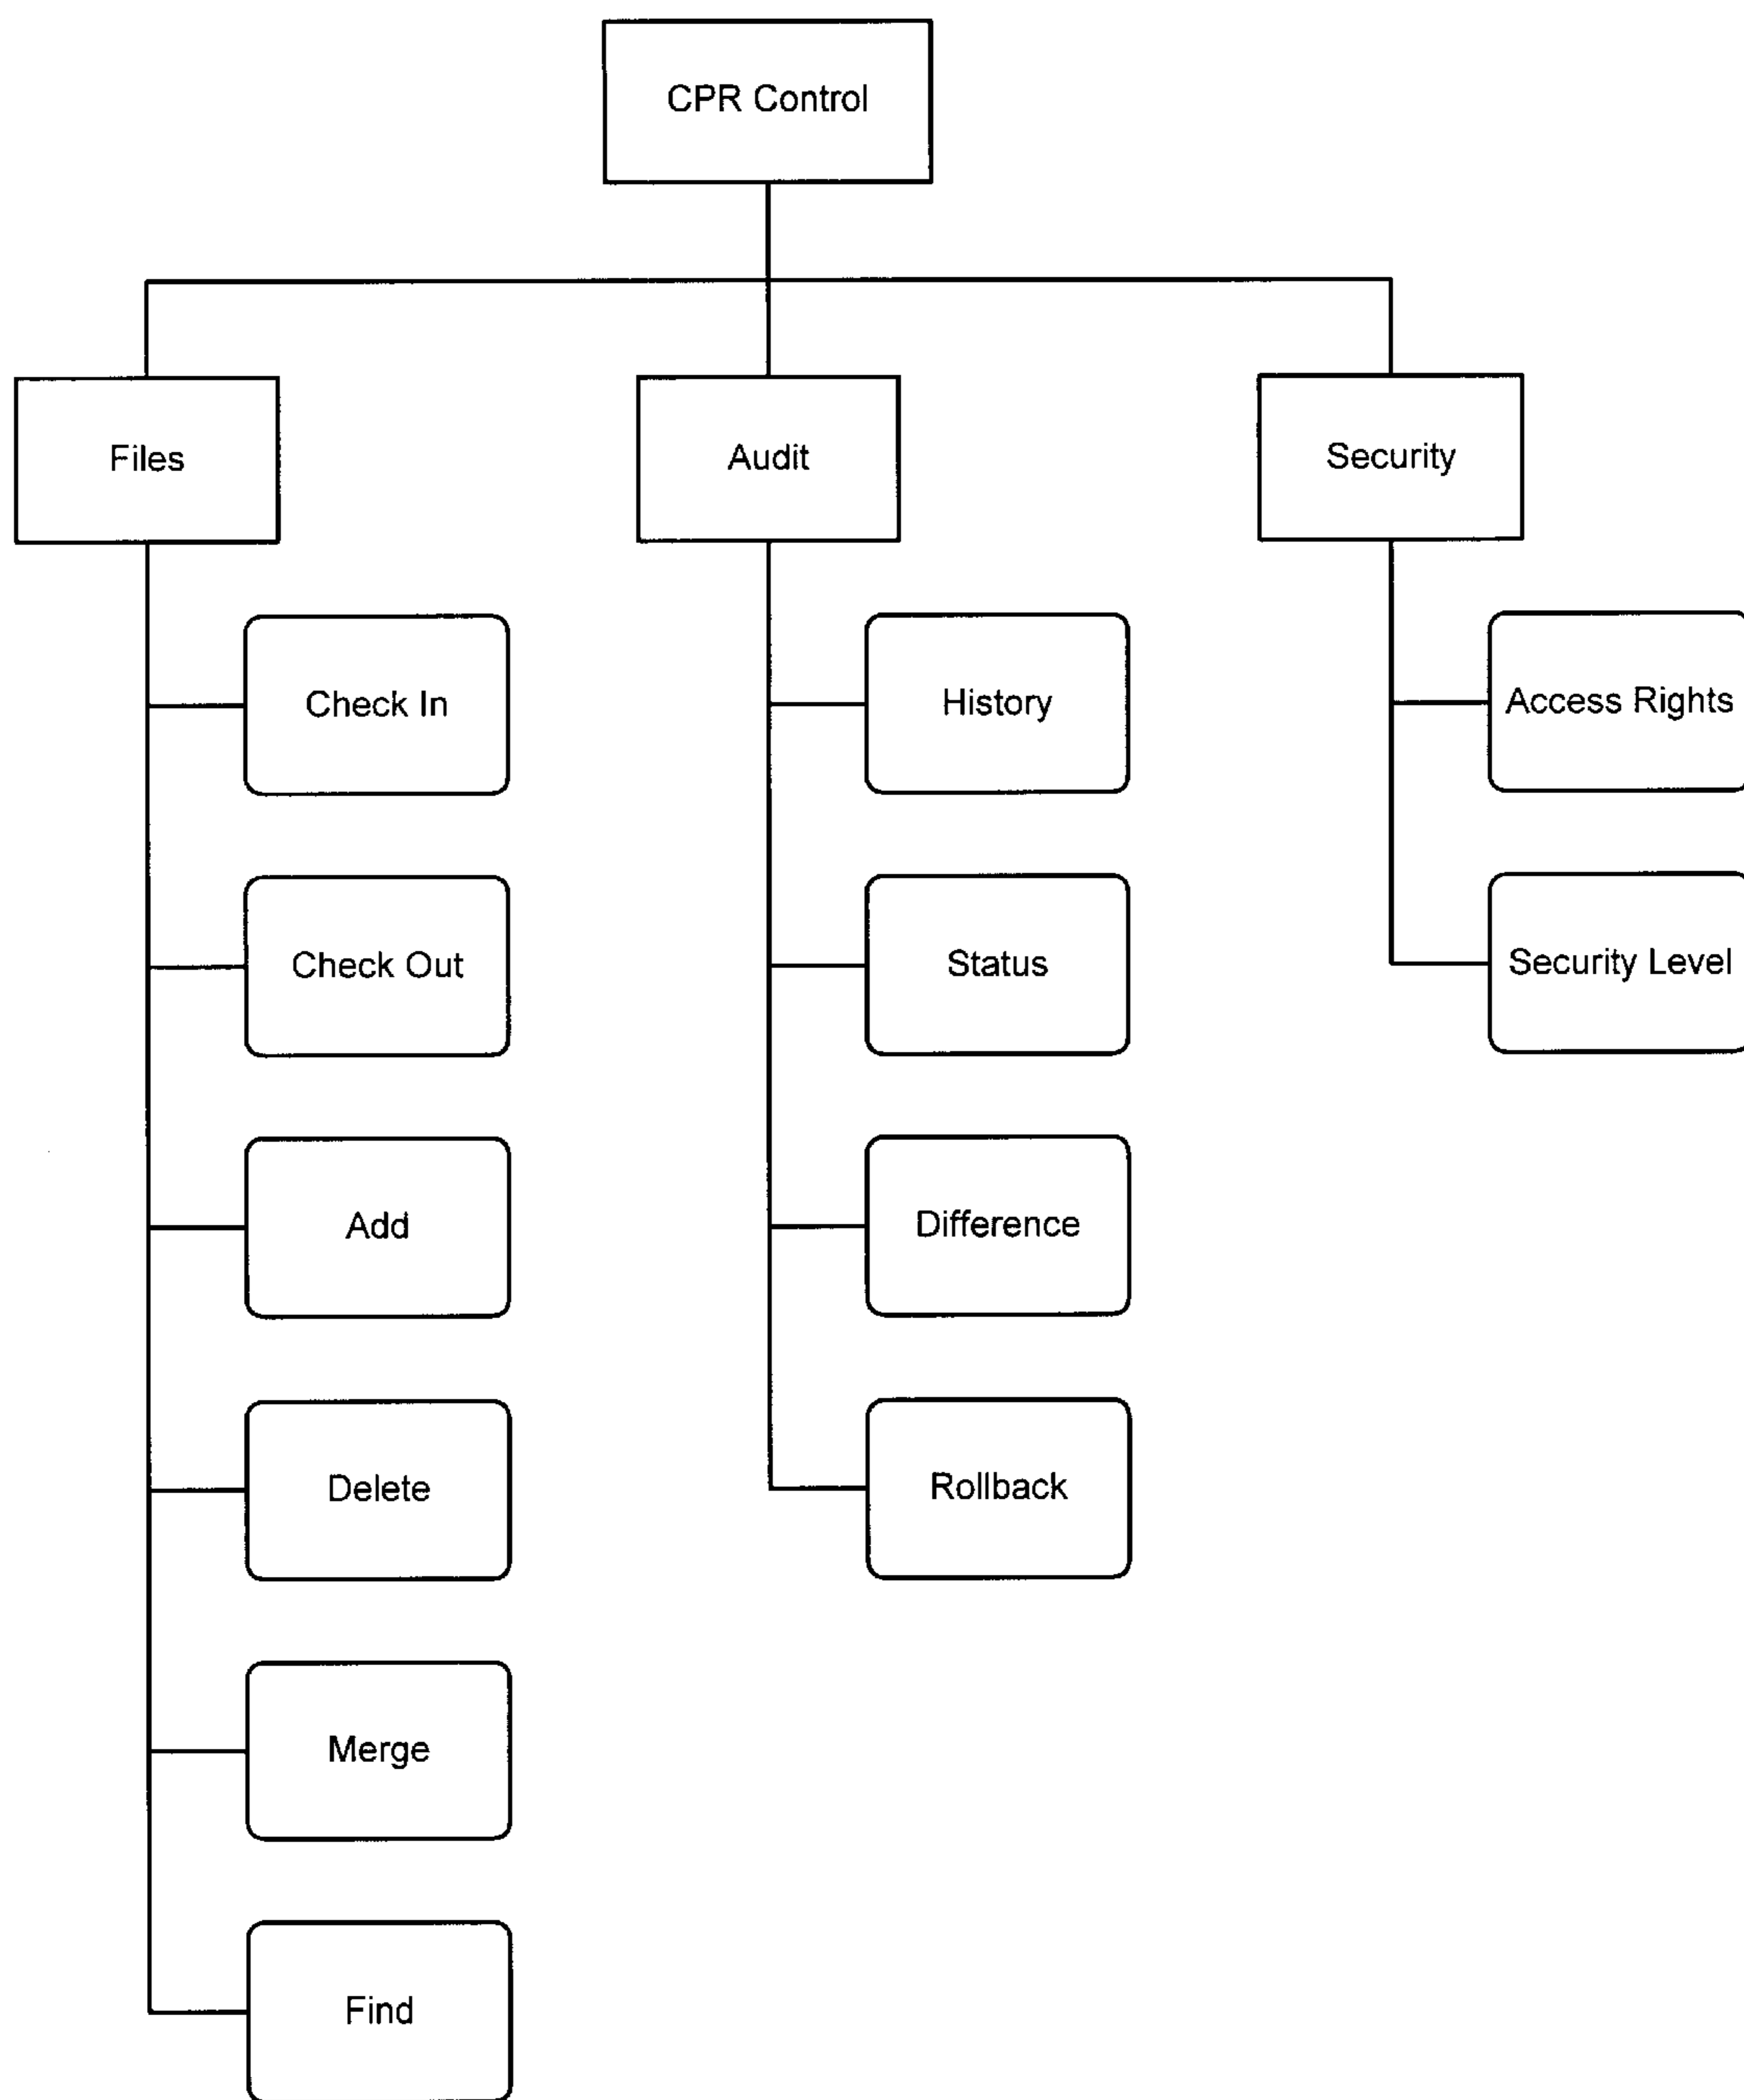 CPR Control
Files
Audit
Security
Check In
History
Access Rights
Check Out
Status
Security Level
Add
Difference
Delete
Rollback
Merge
Find